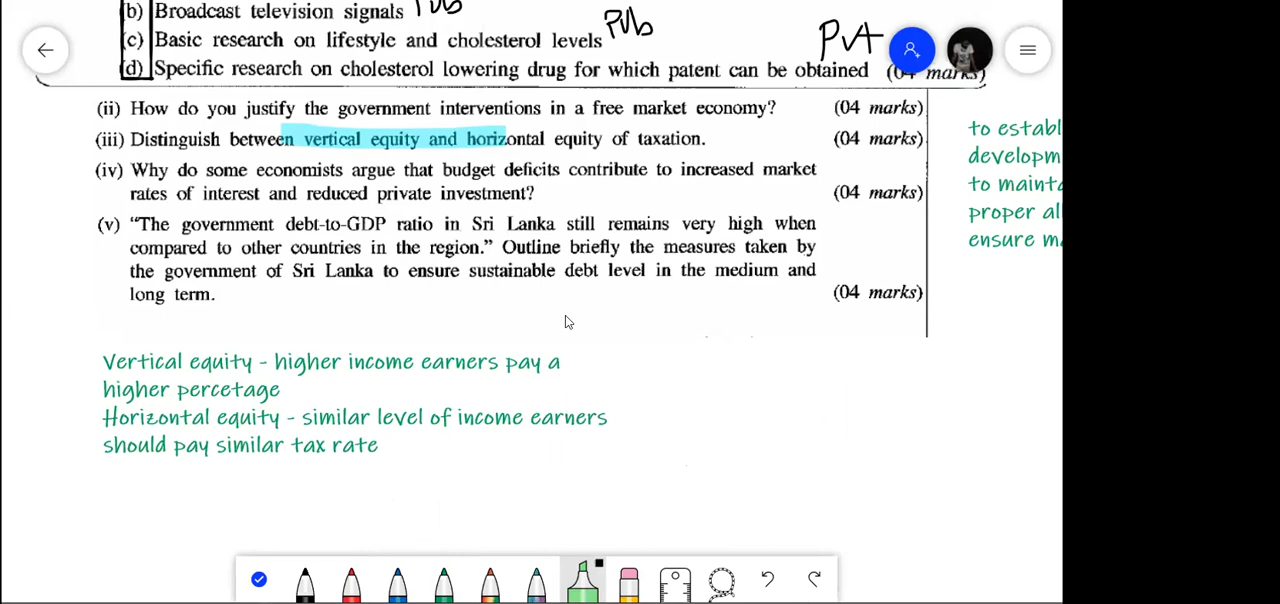 b) Broadcast television signals Pub
(c) Basic research on lifestyle and cholesterol levels Pub
(d) Specific research on cholesterol lowering drug for which patent can be obtained (04 marks) Pvt
(ii) How do you justify the government interventions in a free market economy? (04 marks)
(iii) Distinguish between vertical equity and horizontal equity of taxation. (04 marks)
(iv) Why do some economists argue that budget deficits contribute to increased market
rates of interest and reduced private investment? (04 marks)
(v) “The government debt-to-GDP ratio in Sri Lanka still remains very high when
compared to other countries in the region.” Outline briefly the measures taken by
the government of Sri Lanka to ensure sustainable debt level in the medium and
long term. (04 marks)
to establ
developm
to mainta
proper al
ensure m
Vertical equity - higher income earners pay a
higher percetage
Horizontal equity - similar level of income earners
should pay similar tax rate